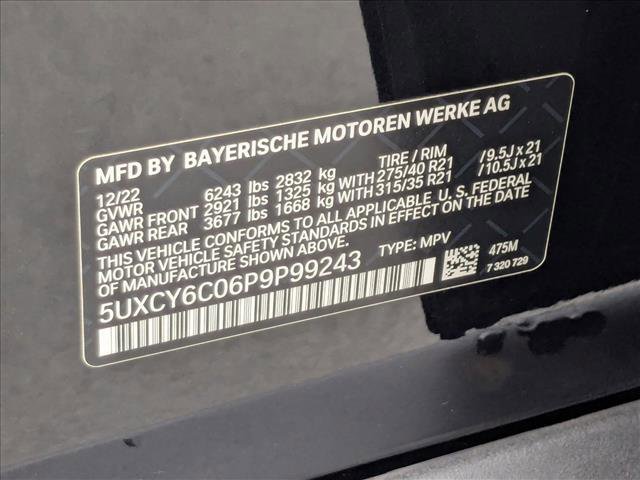 MFD BY BAYERISCHE MOTOREN WERKE AG
12/22 TIRE / RIM
GVWR 6243 lbs 2832 kg
GAWR FRONT 2921 lbs 1325 kg WITH 275/40 R21 /9.5J x 21
GAWR REAR 3677 lbs 1668 kg WITH 315/35 R21 /10.5J x 21
THIS VEHICLE CONFORMS TO ALL APPLICABLE U. S. FEDERAL
MOTOR VEHICLE SAFETY STANDARDS IN EFFECT ON THE DATE
OF MANUFACTURE SHOWN ABOVE. TYPE: MPV
5UXCY6C06P9P99243
475M
7 320 729